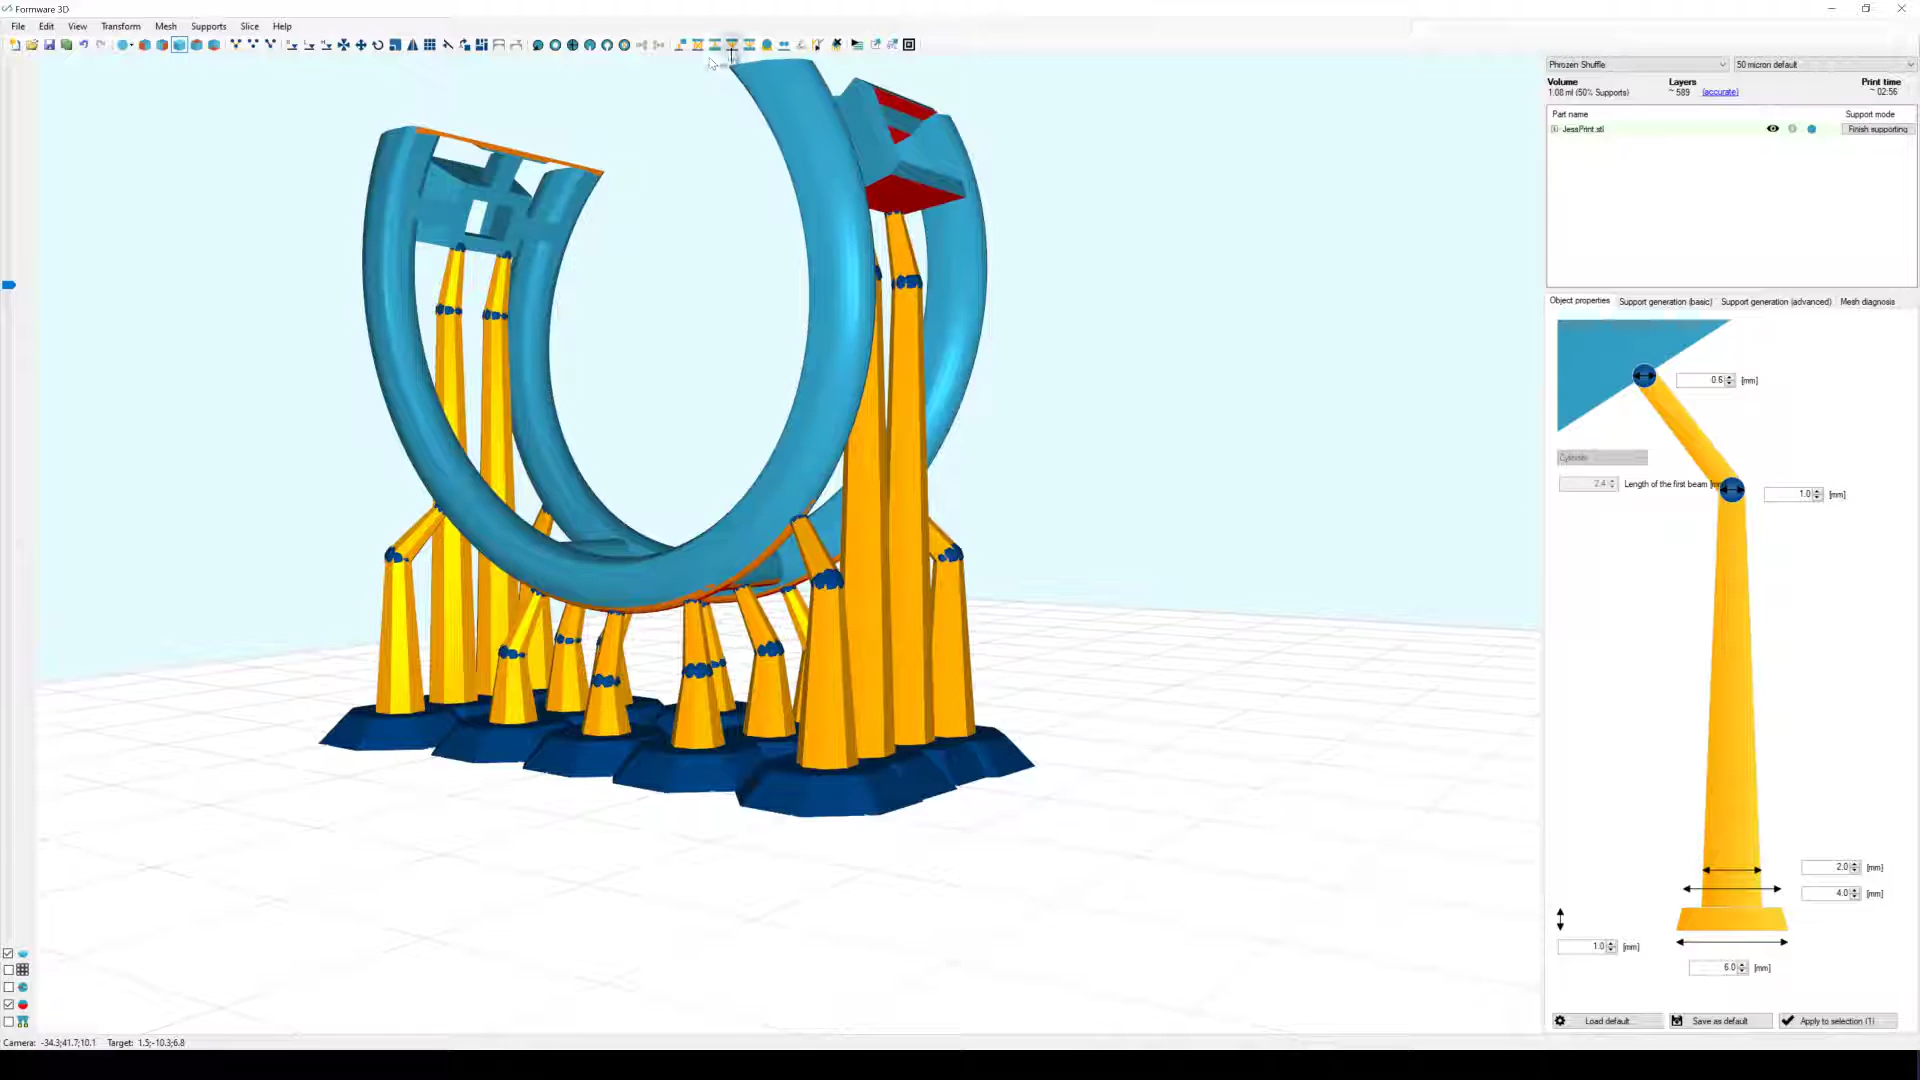 Formware 3D
File Edit View Transform Mesh Supports Slice Help
Phrozen Shuffle 50 micron default
Volume Layers Print time
1.08 ml (50% Supports) ~ 589 (accurate) ~ 02:56
Part name Support mode
JessPrint.stl Finish supporting
Object properties Support generation (basic) Support generation (advanced) Mesh diagnosis
0.6 [mm]
Cylinder
2.4 Length of the first beam
1.0 [mm]
2.0 [mm]
4.0 [mm]
1.0 [mm]
6.0 [mm]
Load default... Save as default Apply to selection (1)
Camera: -34.3;41.7;10.1 Target: 1.5;-10.3;6.8